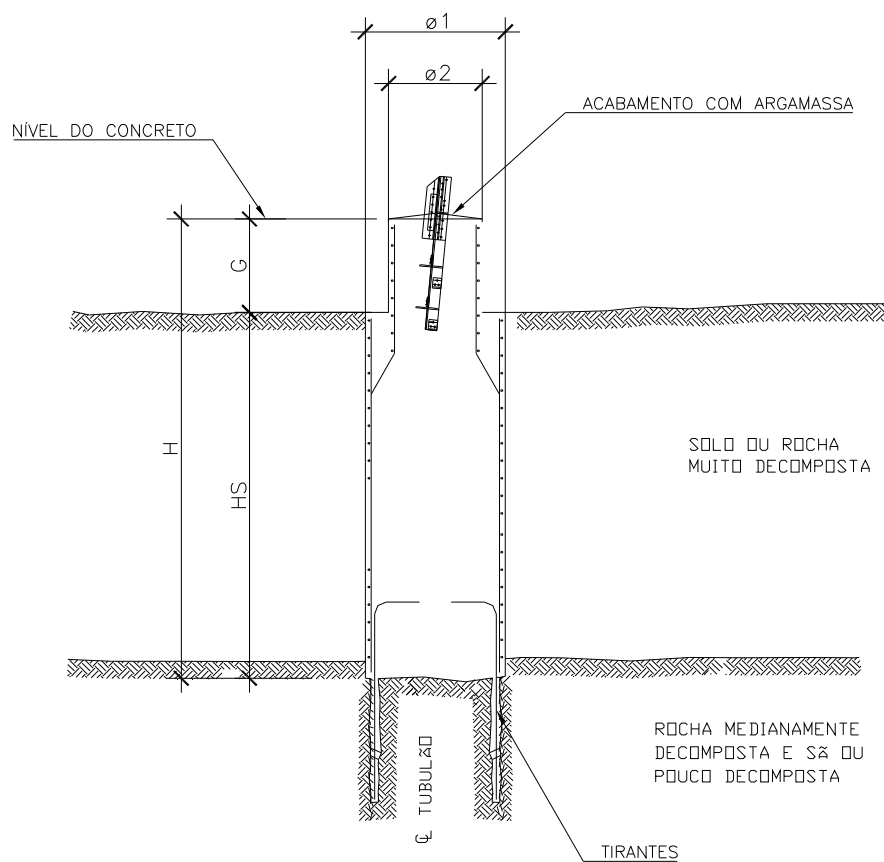 ø1
ø2
ACABAMENTO COM ARGAMASSA
NÍVEL DO CONCRETO
G
H
HS
SOLO OU ROCHA
MUITO DECOMPOSTA
ROCHA MEDIANAMENTE
DECOMPOSTA E SÃ OU
POUCO DECOMPOSTA
℄ TUBULÃO
TIRANTES